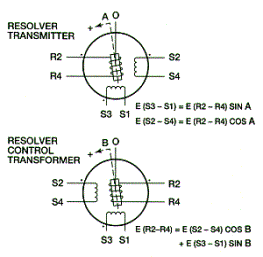 RESOLVER
TRANSMITTER
A O
R2
R4
S2
S4
S3 S1
E (S3 – S1) = E (R2 – R4) SIN A
E (S2 – S4) = E (R2 – R4) COS A
RESOLVER
CONTROL
TRANSFORMER
B O
S2
S4
R2
R4
S3 S1
E (R2–R4) = E (S2 – S4) COS B
+ E (S3 – S1) SIN B